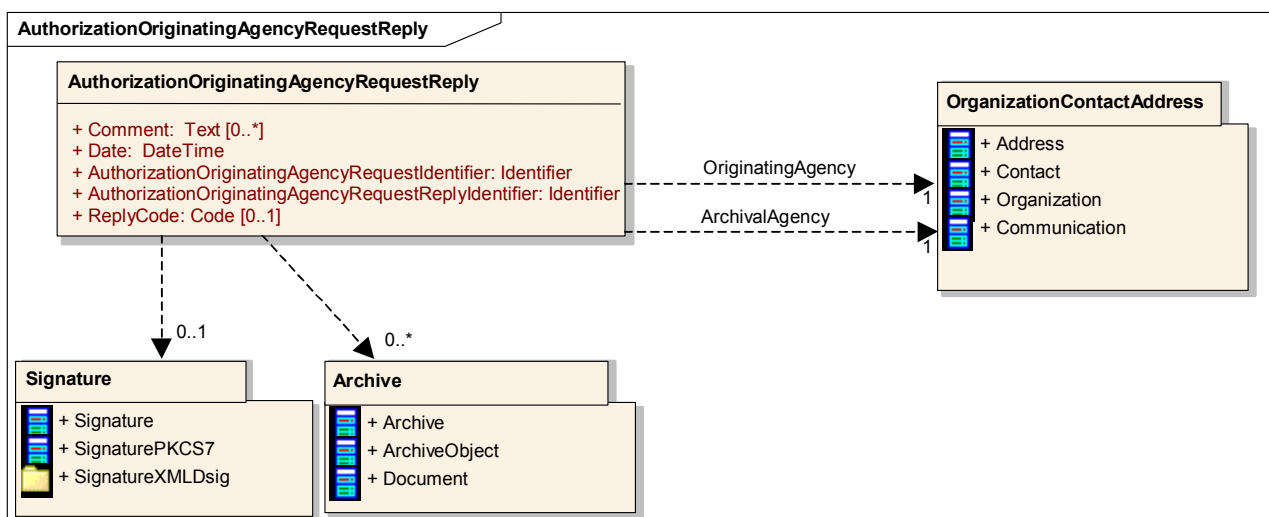 AuthorizationOriginatingAgencyRequestReply
AuthorizationOriginatingAgencyRequestReply
+ Comment: Text [0..*]
+ Date: DateTime
+ AuthorizationOriginatingAgencyRequestIdentifier: Identifier
+ AuthorizationOriginatingAgencyRequestReplyIdentifier: Identifier
+ ReplyCode: Code [0..1]
OriginatingAgency
1
ArchivalAgency
1
OrganizationContactAddress
+ Address
+ Contact
+ Organization
+ Communication
0..1
0..*
Signature
+ Signature
+ SignaturePKCS7
+ SignatureXMLDsig
Archive
+ Archive
+ ArchiveObject
+ Document